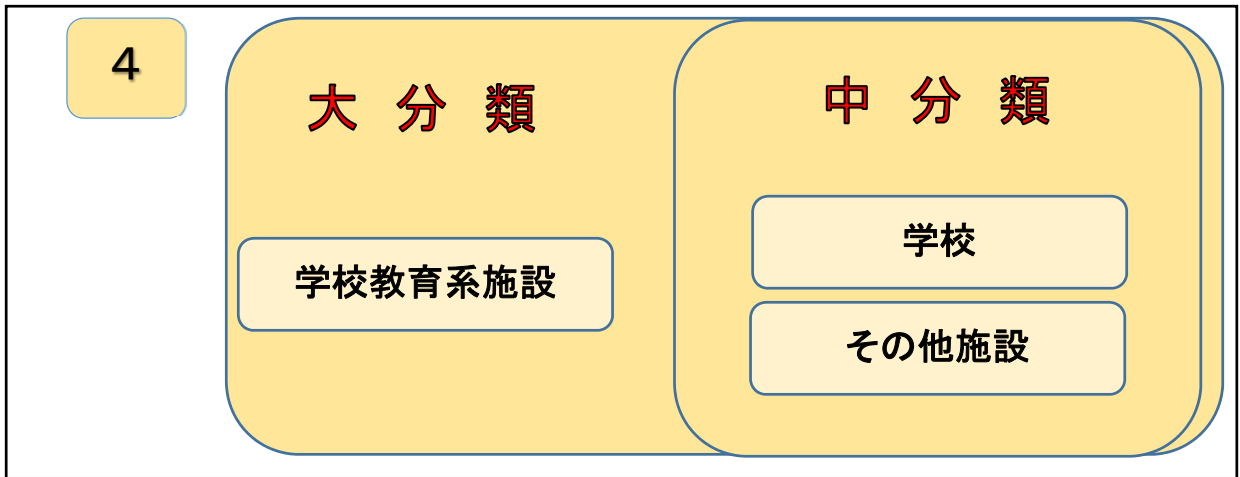 ４
大 分 類
中 分 類
学校教育系施設
学校
その他施設